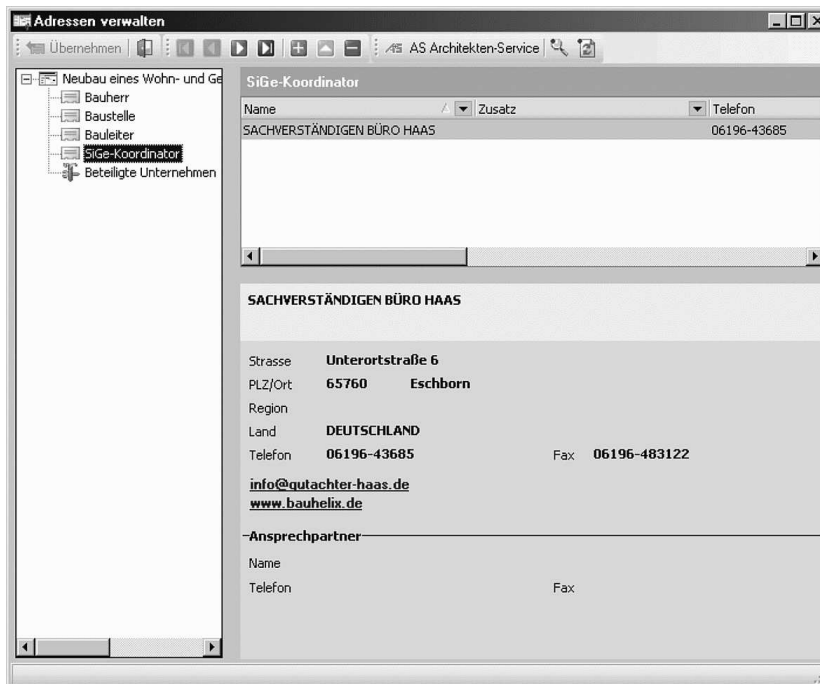 Adressen verwalten
Übernehmen AS AS Architekten-Service
Neubau eines Wohn- und Ge
Bauherr
Baustelle
Bauleiter
SiGe-Koordinator
Beteiligte Unternehmen
SiGe-Koordinator
Name Zusatz Telefon
SACHVERSTÄNDIGEN BÜRO HAAS 06196-43685
SACHVERSTÄNDIGEN BÜRO HAAS
Strasse Unterortstraße 6
PLZ/Ort 65760 Eschborn
Region
Land DEUTSCHLAND
Telefon 06196-43685 Fax 06196-483122
info@gutachter-haas.de
www.bauhelix.de
Ansprechpartner
Name
Telefon Fax